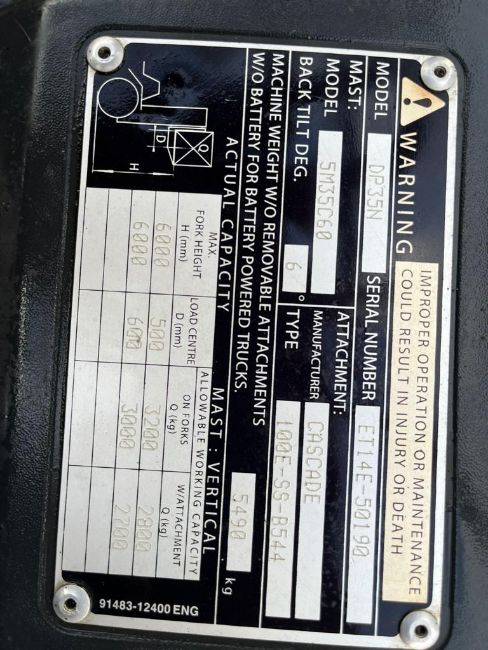 WARNING
IMPROPER OPERATION OR MAINTENANCE
COULD RESULT IN INJURY OR DEATH
MODEL DP35N SERIAL NUMBER ET14E-50190
MAST: ATTACHMENT:
MODEL 5M35C60 MANUFACTURER CASCADE
BACK TILT DEG. 6° TYPE 100E-SS-B544
MACHINE WEIGHT W/O REMOVABLE ATTACHMENTS
W/O BATTERY FOR BATTERY POWERED TRUCKS. 5490 kg
ACTUAL CAPACITY MAST : VERTICAL
D
H
Q
MAX. FORK HEIGHT H (mm)
LOAD CENTRE D (mm)
ALLOWABLE WORKING CAPACITY
ON FORKS Q (kg)
W/ATTACHMENT Q (kg)
6000 500 3200 2800
6000 600 3000 2700
91483-12400 ENG